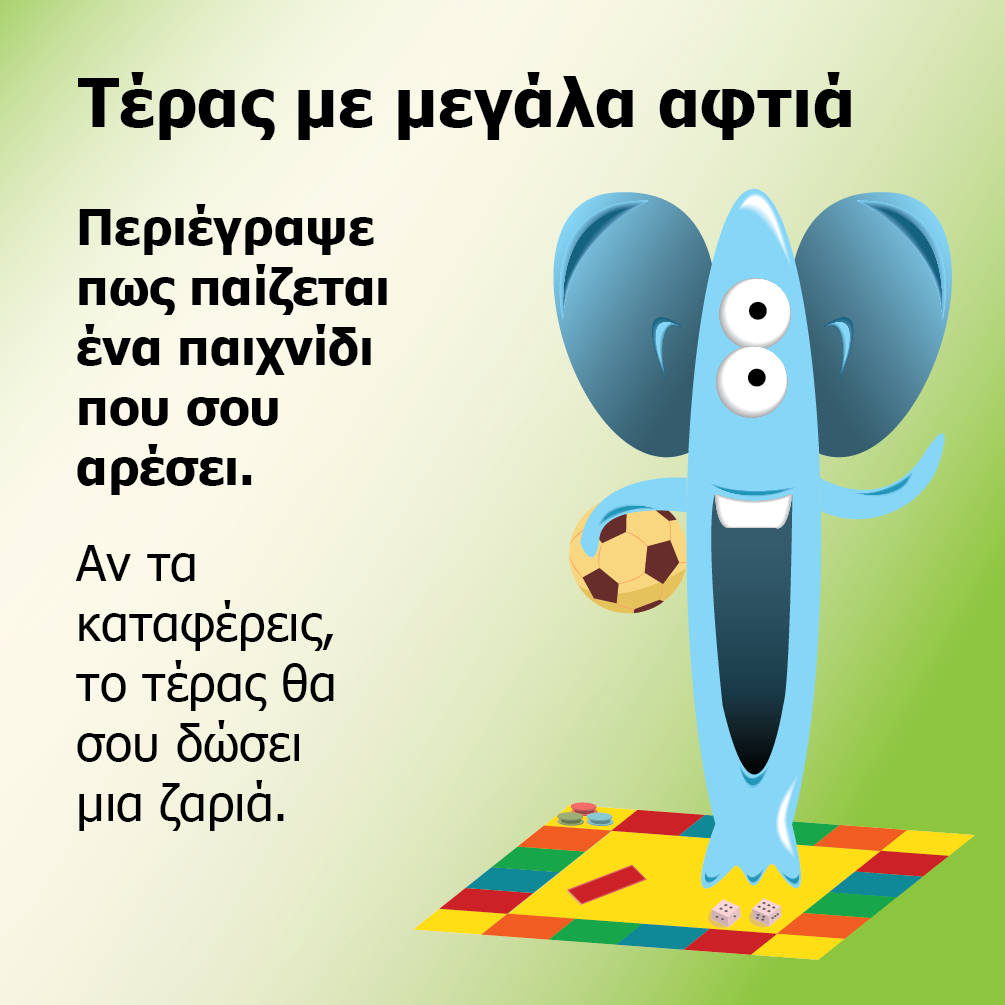 Τέρας με μεγάλα αφτιά
Περιέγραψε
πως παίζεται
ένα παιχνίδι
που σου
αρέσει.
Αν τα
καταφέρεις,
το τέρας θα
σου δώσει
μια ζαριά.